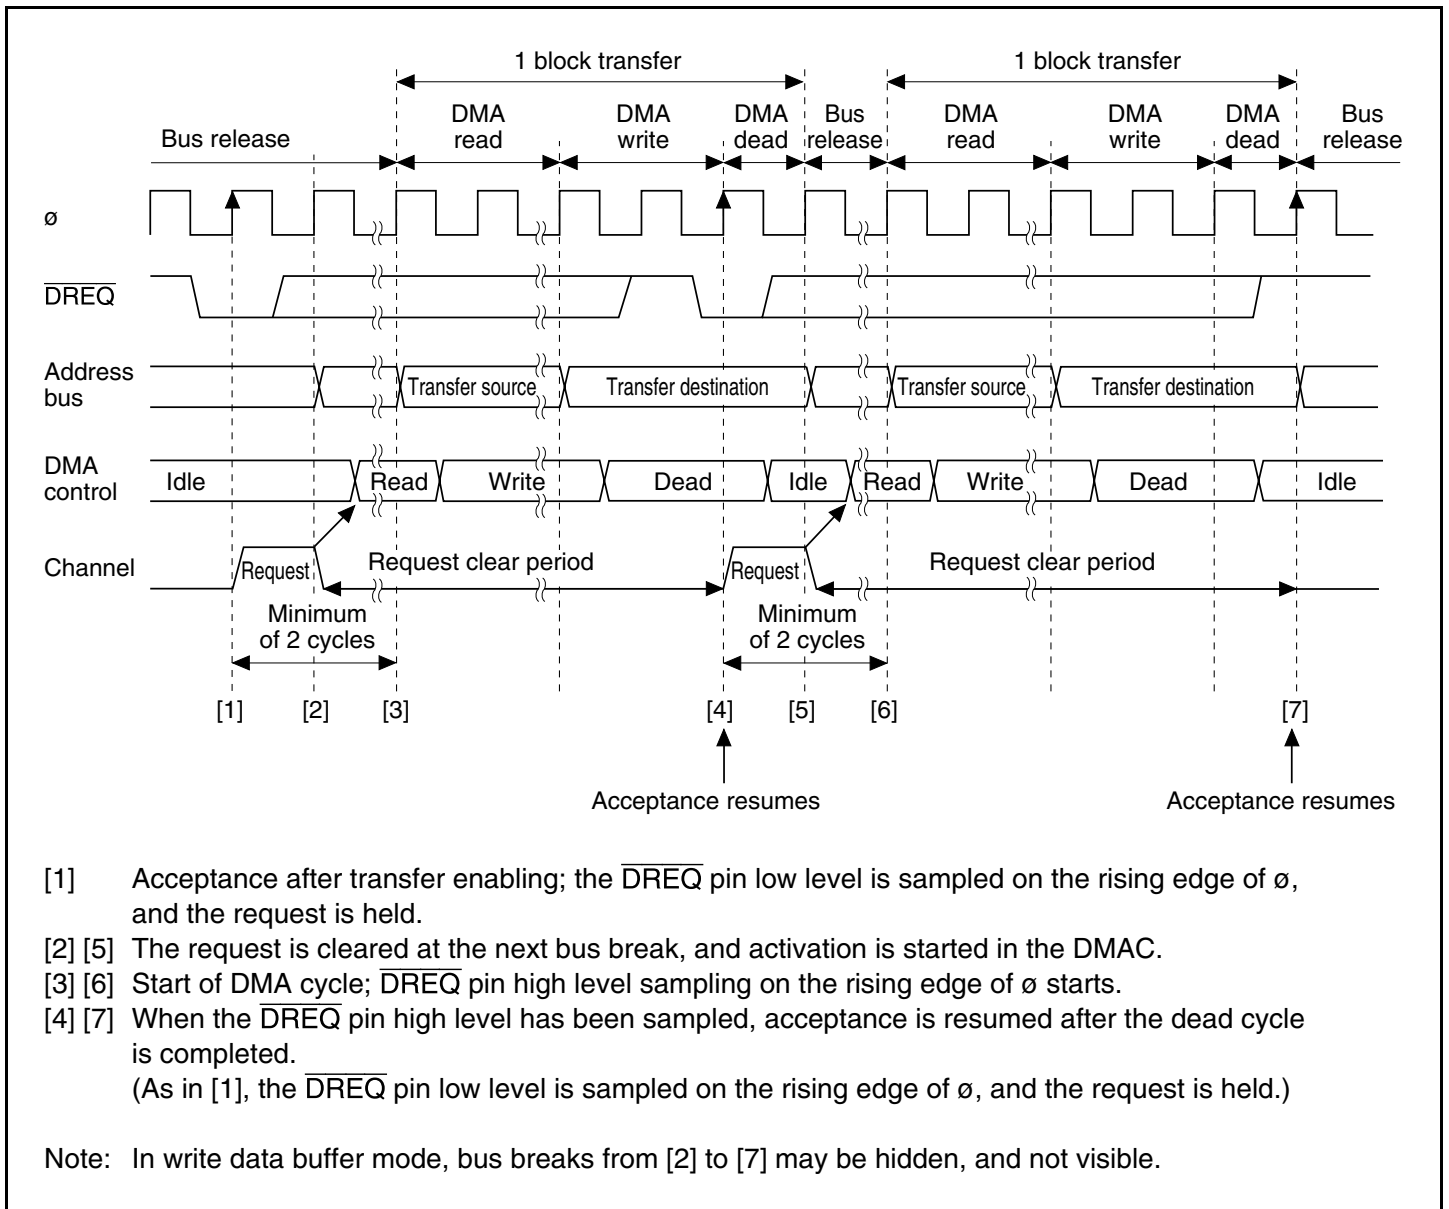 1 block transfer 1 block transfer
DMA DMA DMA Bus DMA DMA DMA Bus
Bus release read write dead release read write dead release
ø
DREQ
Address
bus
Transfer source Transfer destination Transfer source Transfer destination
DMA
control
Idle Read Write Dead Idle Read Write Dead Idle
Channel Request Request clear period Request Request clear period
Minimum Minimum
of 2 cycles of 2 cycles
[1] [2] [3] [4] [5] [6] [7]
Acceptance resumes Acceptance resumes
[1] Acceptance after transfer enabling; the DREQ pin low level is sampled on the rising edge of ø,
and the request is held.
[2] [5] The request is cleared at the next bus break, and activation is started in the DMAC.
[3] [6] Start of DMA cycle; DREQ pin high level sampling on the rising edge of ø starts.
[4] [7] When the DREQ pin high level has been sampled, acceptance is resumed after the dead cycle
is completed.
(As in [1], the DREQ pin low level is sampled on the rising edge of ø, and the request is held.)
Note: In write data buffer mode, bus breaks from [2] to [7] may be hidden, and not visible.